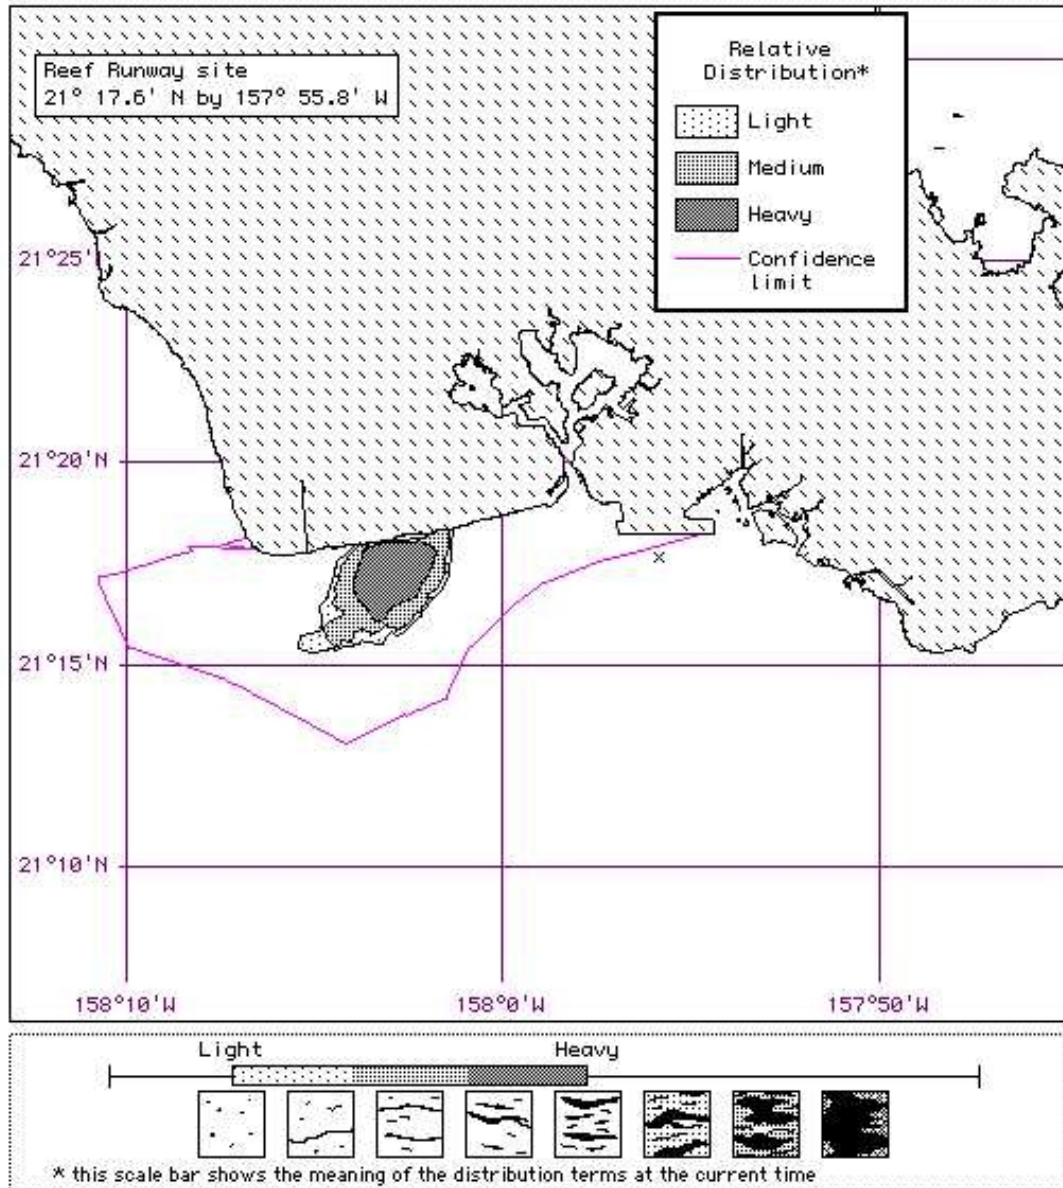 Reef Runway site
21° 17.6' N by 157° 55.8' W
Relative
Distribution*
Light
Medium
Heavy
Confidence
limit
21°25'
21°20'N
21°15'N
21°10'N
158°10'W
158°0'W
157°50'W
Light
Heavy
* this scale bar shows the meaning of the distribution terms at the current time